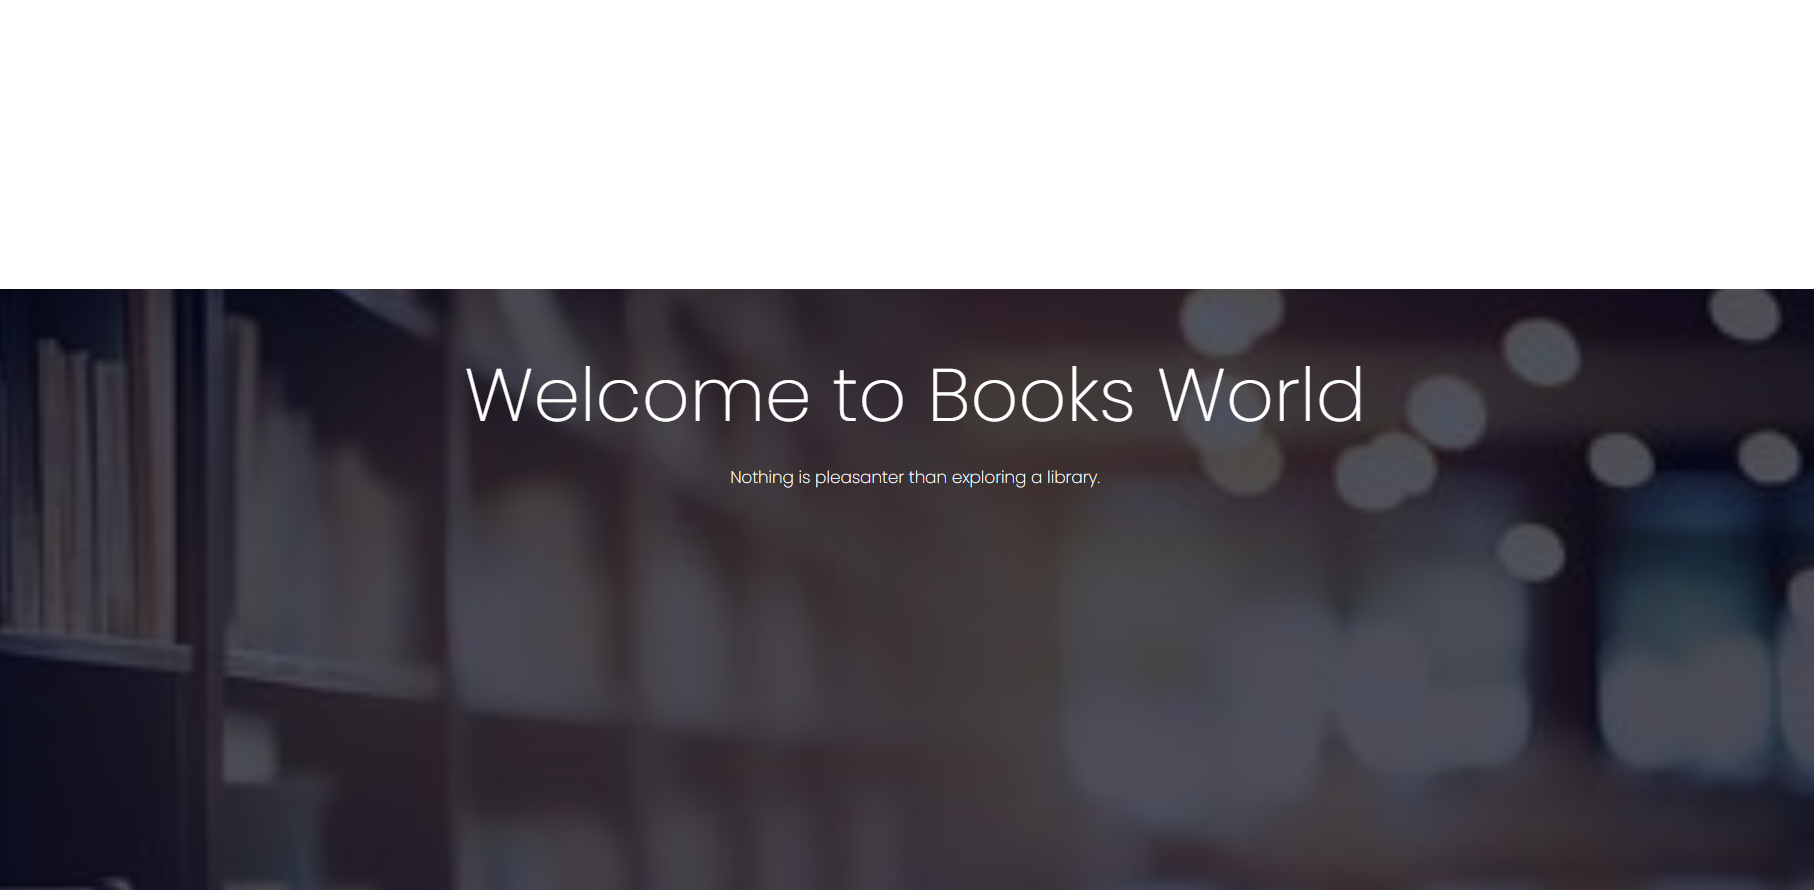 Welcome to Books World
Nothing is pleasanter than exploring a library.